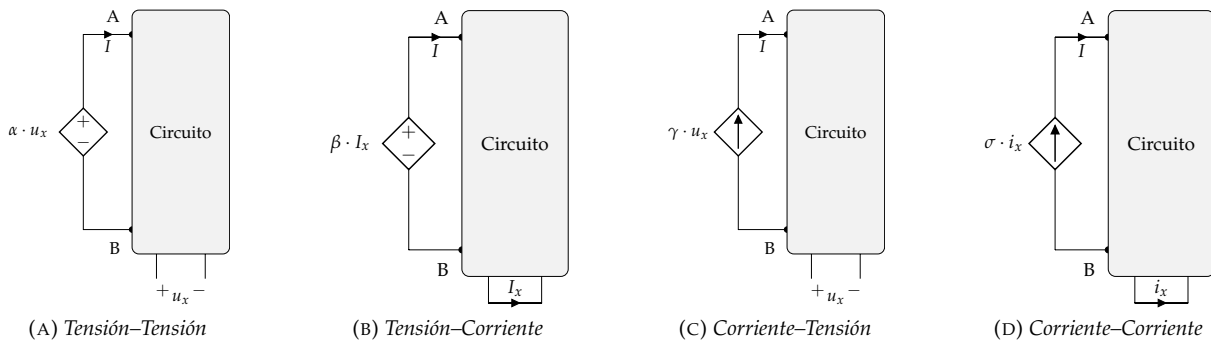 A
I
α · u_x
+
−
Circuito
B
+ u_x −
(A) Tensión–Tensión
A
I
β · I_x
+
−
Circuito
B
I_x
(B) Tensión–Corriente
A
I
γ · u_x
Circuito
B
+ u_x −
(C) Corriente–Tensión
A
I
σ · i_x
Circuito
B
i_x
(D) Corriente–Corriente